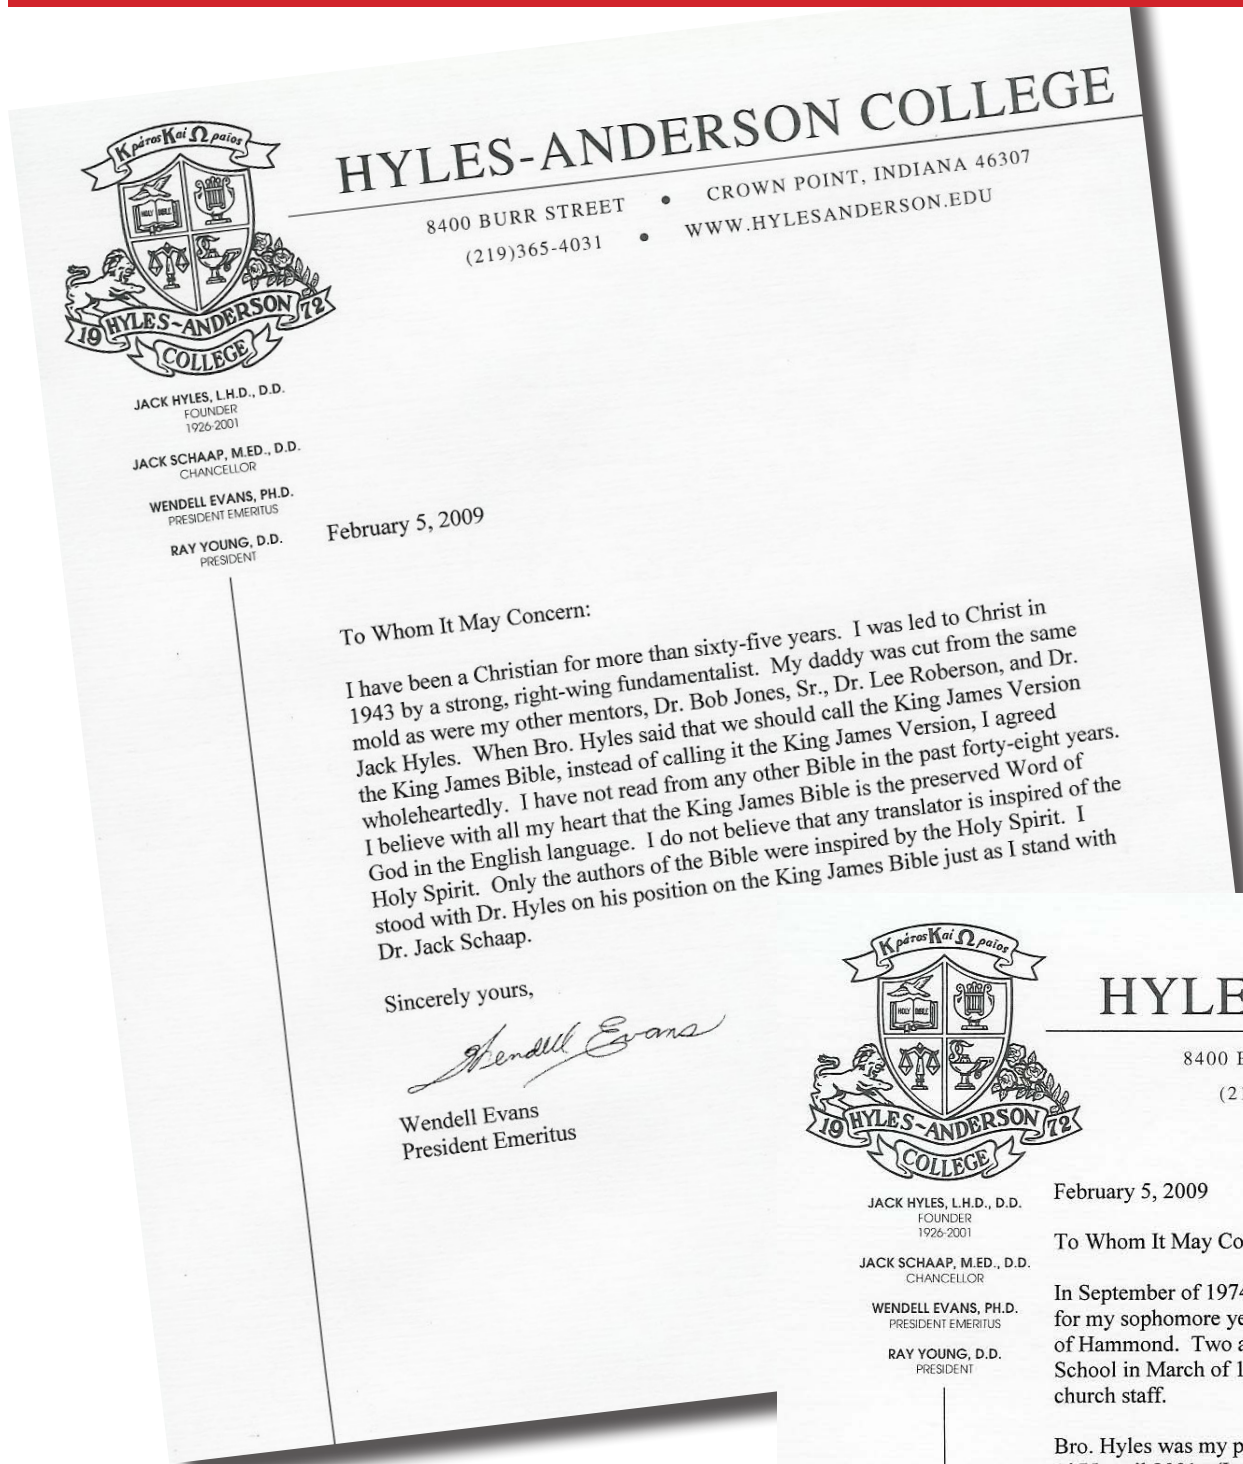 Κράτος Καὶ Ωραῖος
HOLY BIBLE
19 HYLES~ANDERSON 72
COLLEGE
HYLES-ANDERSON COLLEGE
8400 BURR STREET • CROWN POINT, INDIANA 46307
(219)365-4031 • WWW.HYLESANDERSON.EDU
JACK HYLES, L.H.D., D.D.
FOUNDER
1926-2001
JACK SCHAAP, M.ED., D.D.
CHANCELLOR
WENDELL EVANS, PH.D.
PRESIDENT EMERITUS
RAY YOUNG, D.D.
PRESIDENT
February 5, 2009
To Whom It May Concern:
I have been a Christian for more than sixty-five years. I was led to Christ in
1943 by a strong, right-wing fundamentalist. My daddy was cut from the same
mold as were my other mentors, Dr. Bob Jones, Sr., Dr. Lee Roberson, and Dr.
Jack Hyles. When Bro. Hyles said that we should call the King James Version
the King James Bible, instead of calling it the King James Version, I agreed
wholeheartedly. I have not read from any other Bible in the past forty-eight years.
I believe with all my heart that the King James Bible is the preserved Word of
God in the English language. I do not believe that any translator is inspired of the
Holy Spirit. Only the authors of the Bible were inspired by the Holy Spirit. I
stood with Dr. Hyles on his position on the King James Bible just as I stand with
Dr. Jack Schaap.
Sincerely yours,
Wendell Evans
Wendell Evans
President Emeritus
Κράτος Καὶ Ωραῖος
HOLY BIBLE
19 HYLES~ANDERSON 72
COLLEGE
HYLE
8400 B
(21
JACK HYLES, L.H.D., D.D.
FOUNDER
1926-2001
JACK SCHAAP, M.ED., D.D.
CHANCELLOR
WENDELL EVANS, PH.D.
PRESIDENT EMERITUS
RAY YOUNG, D.D.
PRESIDENT
February 5, 2009
To Whom It May Co
In September of 1974
for my sophomore ye
of Hammond. Two a
School in March of 1
church staff.
Bro. Hyles was my p